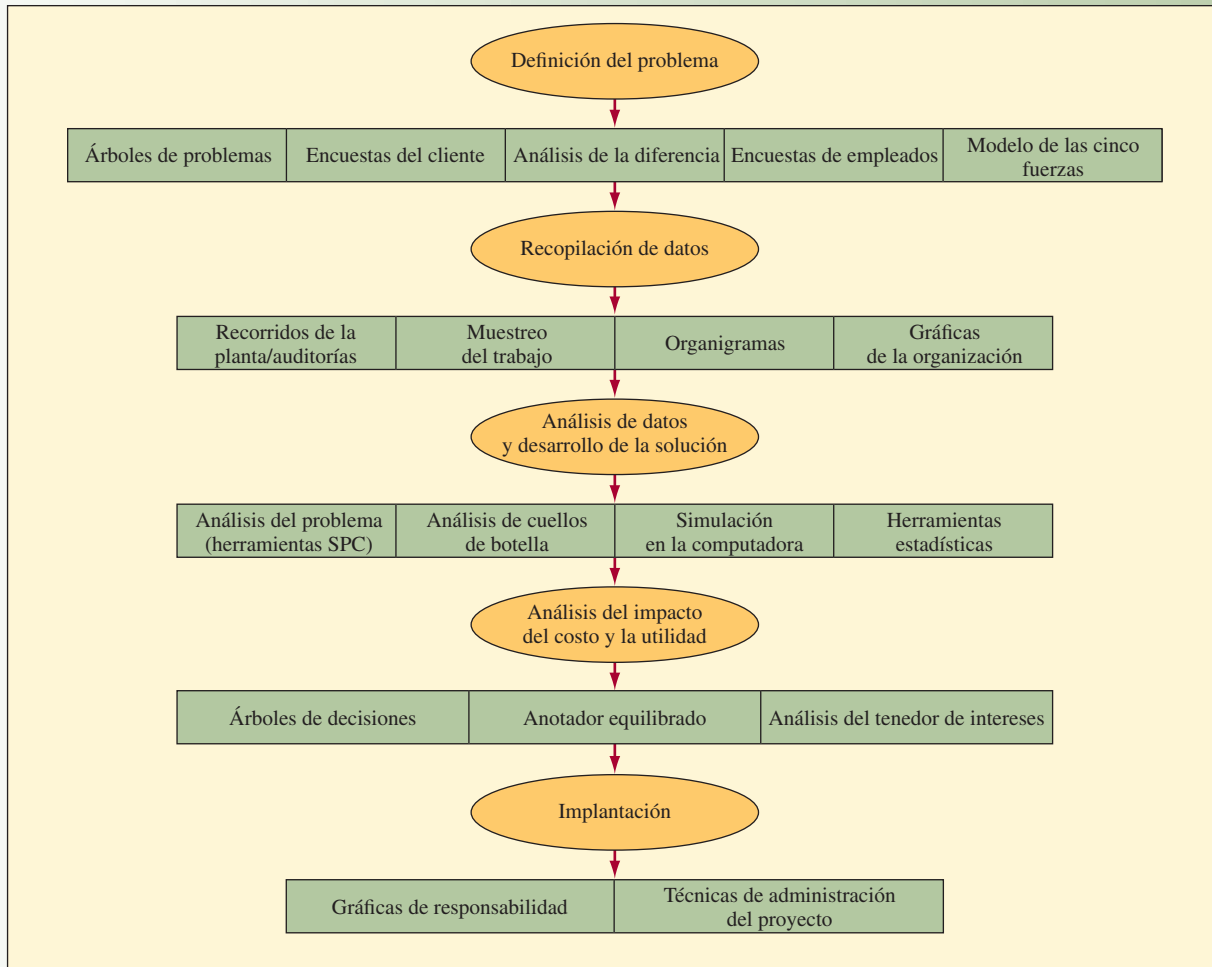 Definición del problema
Árboles de problemas
Encuestas del cliente
Análisis de la diferencia
Encuestas de empleados
Modelo de las cinco
fuerzas
Recopilación de datos
Recorridos de la
planta/auditorías
Muestreo
del trabajo
Organigramas
Gráficas
de la organización
Análisis de datos
y desarrollo de la solución
Análisis del problema
(herramientas SPC)
Análisis de cuellos
de botella
Simulación
en la computadora
Herramientas
estadísticas
Análisis del impacto
del costo y la utilidad
Árboles de decisiones
Anotador equilibrado
Análisis del tenedor de intereses
Implantación
Gráficas de responsabilidad
Técnicas de administración
del proyecto